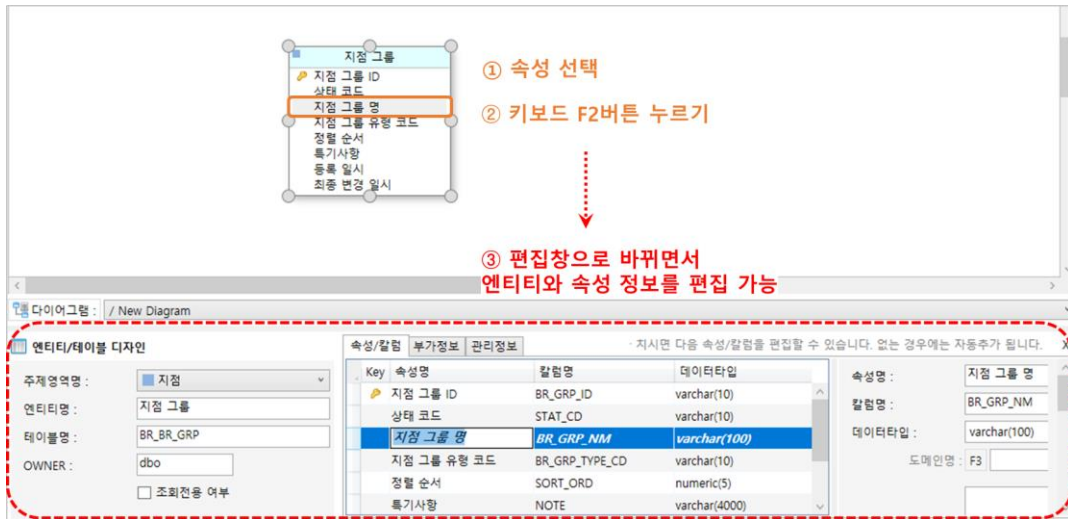 지점 그룹
지점 그룹 ID
상태 코드
지점 그룹 명
지점 그룹 유형 코드
정렬 순서
특기사항
등록 일시
최종 변경 일시
① 속성 선택
② 키보드 F2버튼 누르기
③ 편집창으로 바뀌면서
엔티티와 속성 정보를 편집 가능
다이어그램 : / New Diagram
엔티티/테이블 디자인
주제영역명 : 지점
엔티티명 : 지점 그룹
테이블명 : BR_BR_GRP
OWNER : dbo
조회전용 여부
속성/칼럼 부가정보 관리정보
지시면 다음 속성/칼럼을 편집할 수 있습니다. 없는 경우에는 자동추가 됩니다. X
Key 속성명 칼럼명 데이터타입
지점 그룹 ID BR_GRP_ID varchar(10)
상태 코드 STAT_CD varchar(10)
지점 그룹 명 BR_GRP_NM varchar(100)
지점 그룹 유형 코드 BR_GRP_TYPE_CD varchar(10)
정렬 순서 SORT_ORD numeric(5)
특기사항 NOTE varchar(4000)
속성명 : 지점 그룹 명
칼럼명 : BR_GRP_NM
데이터타입 : varchar(100)
도메인명 : F3